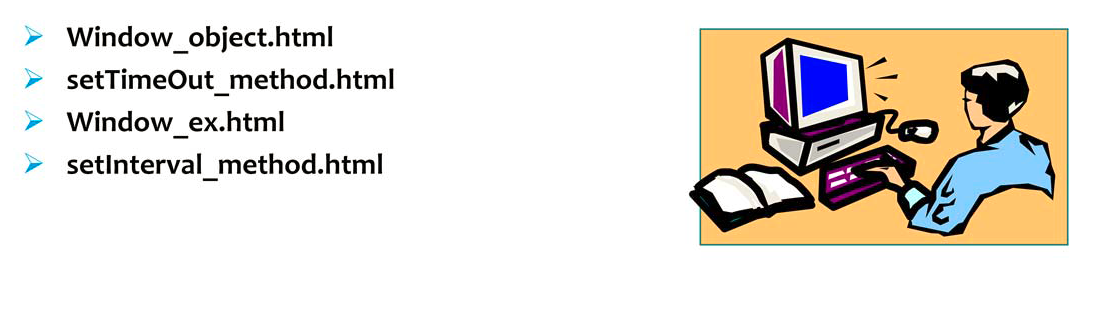 Window_object.html
setTimeOut_method.html
Window_ex.html
setInterval_method.html